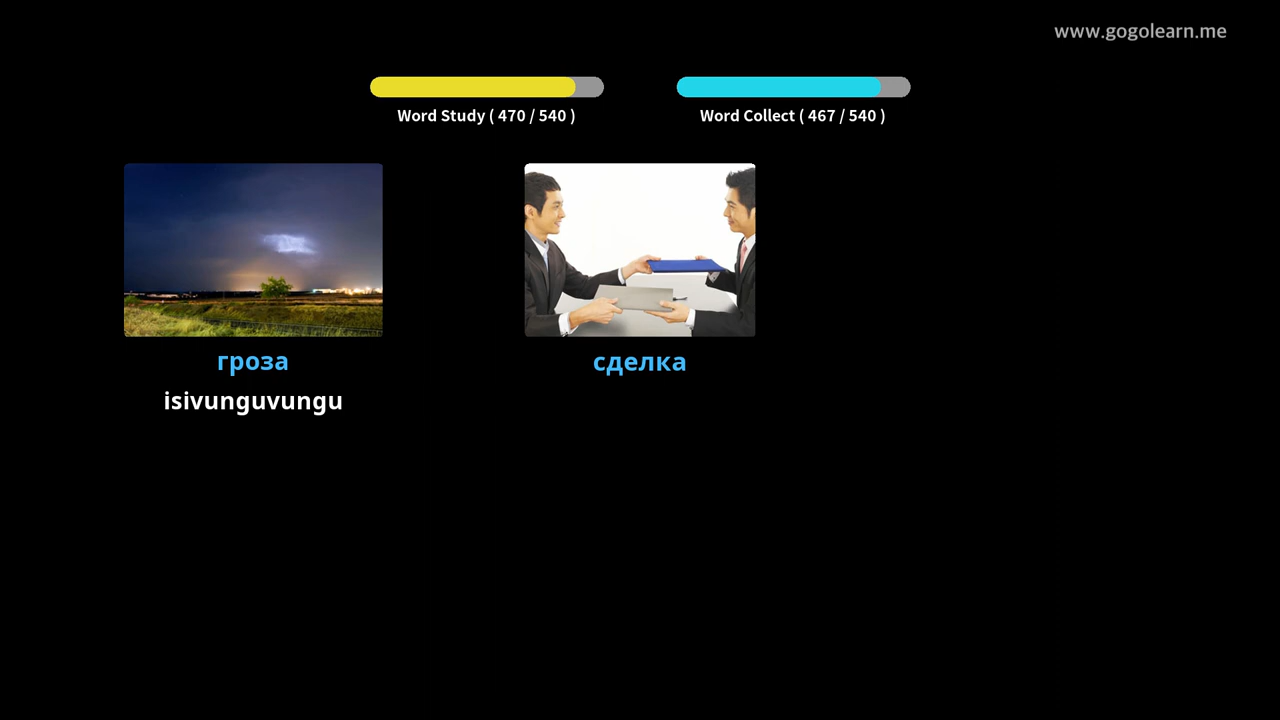 www.gogolearn.me
Word Study ( 470 / 540 )
Word Collect ( 467 / 540 )
гроза
сделка
isivunguvungu